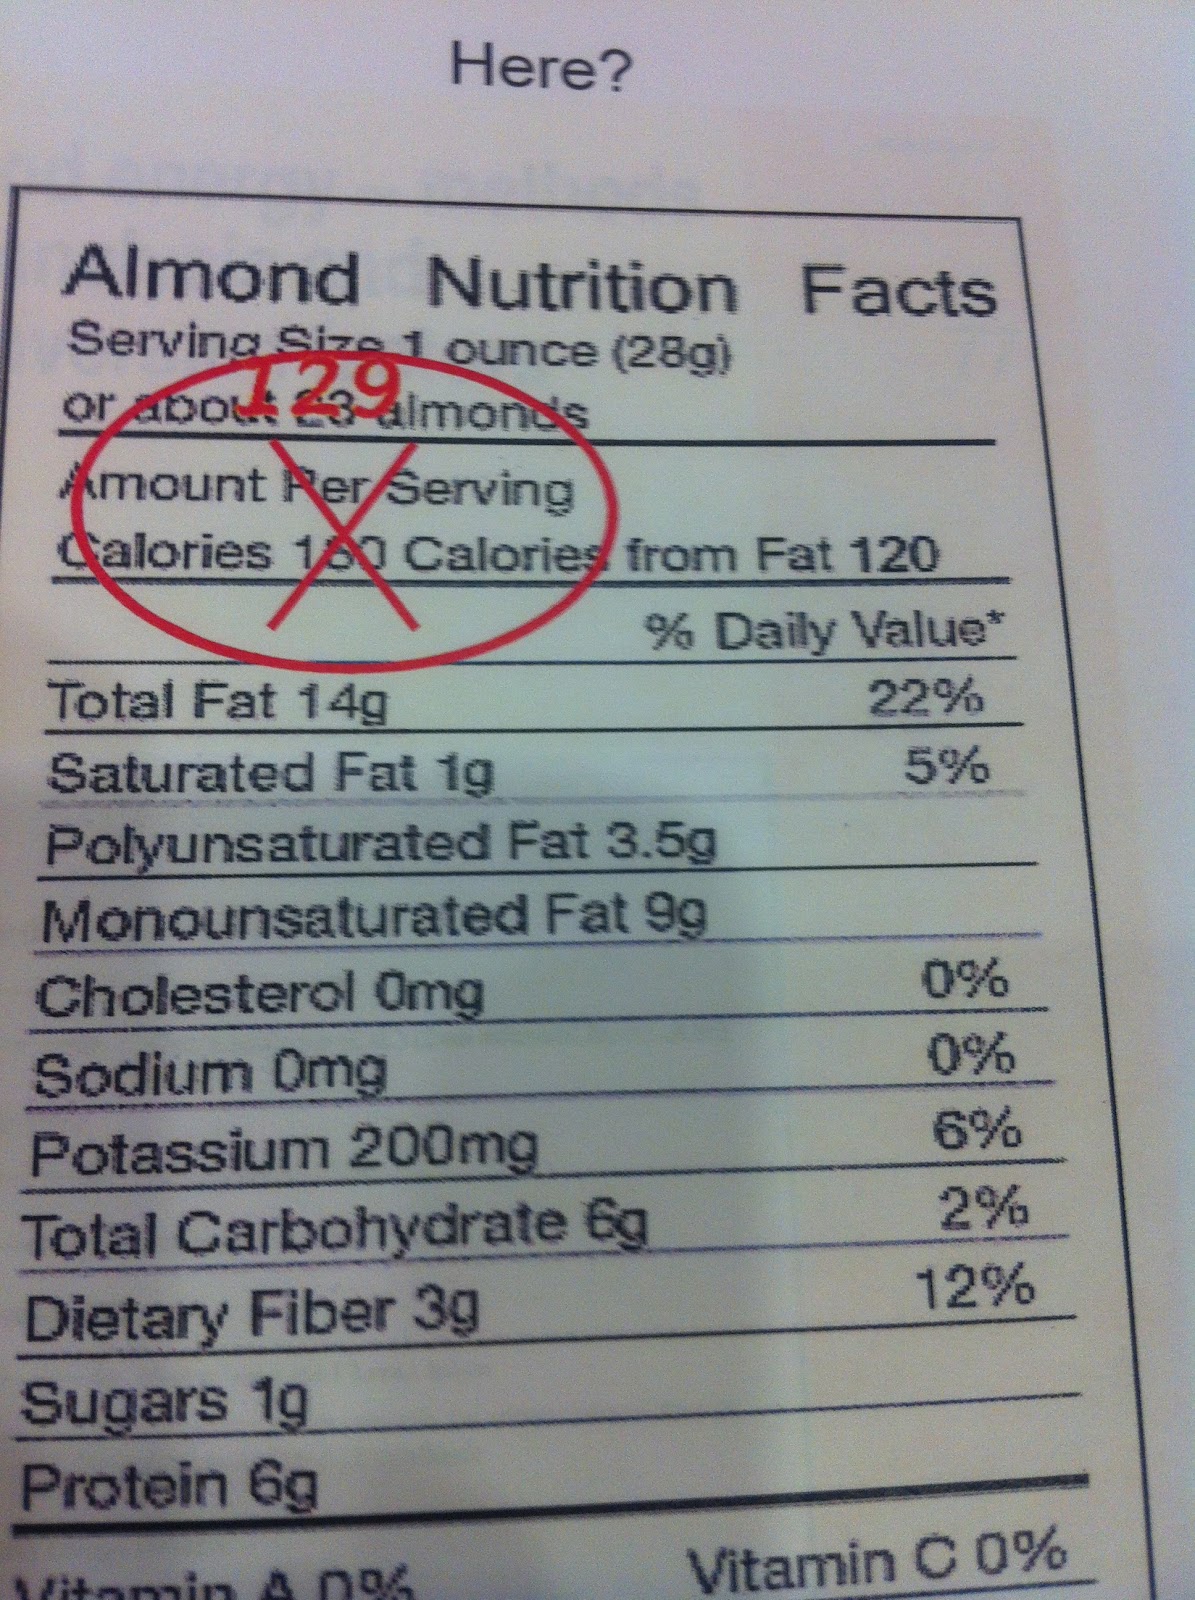 Here?
Almond Nutrition Facts
Serving Size 1 ounce (28g)
129
or about 23 almonds
Amount Per Serving
Calories Calories from Fat 120
% Daily Value*
Total Fat 14g 22%
Saturated Fat 1g 5%
Polyunsaturated Fat 3.5g
Monounsaturated Fat 9g
Cholesterol 0mg 0%
Sodium 0mg 0%
Potassium 200mg 6%
Total Carbohydrate 6g 2%
Dietary Fiber 3g 12%
Sugars 1g
Protein 6g
Vitamin A 0% Vitamin C 0%